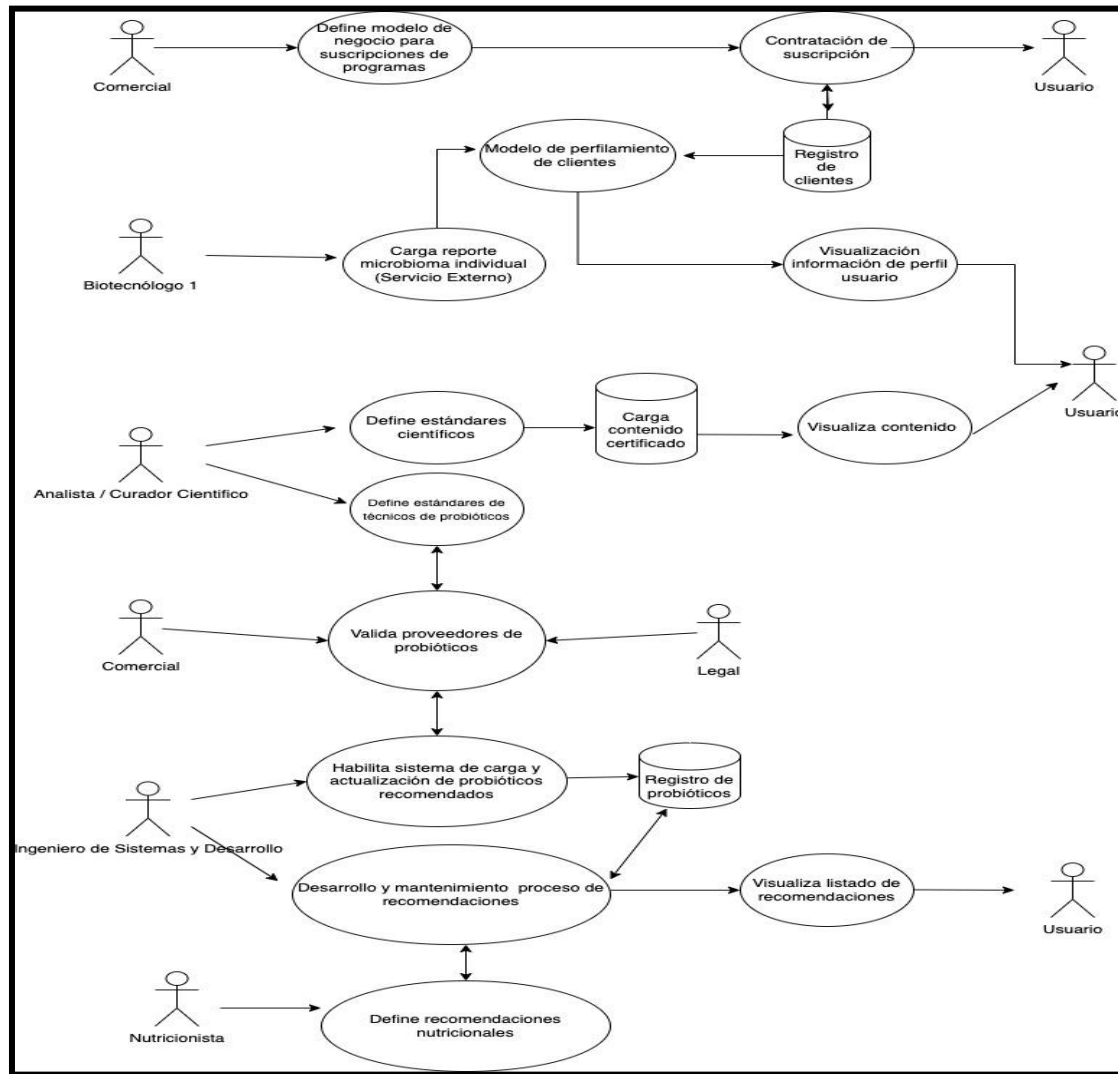 Define modelo de
negocio para
suscripciones de
programas
Contratación de
suscripción
Comercial
Usuario
Modelo de perfilamiento
de clientes
Registro
de
clientes
Carga reporte
microbioma individual
(Servicio Externo)
Visualización
información de perfil
usuario
Biotecnólogo 1
Define estándares
científicos
Carga
contenido
certificado
Visualiza contenido
Usuario
Analista / Curador Científico
Define estándares de
técnicos de probióticos
Valida proveedores de
probióticos
Comercial
Legal
Habilita sistema de carga y
actualización de probióticos
recomendados
Registro de
probióticos
Ingeniero de Sistemas y Desarrollo
Desarrollo y mantenimiento proceso de
recomendaciones
Visualiza listado de
recomendaciones
Usuario
Nutricionista
Define recomendaciones
nutricionales